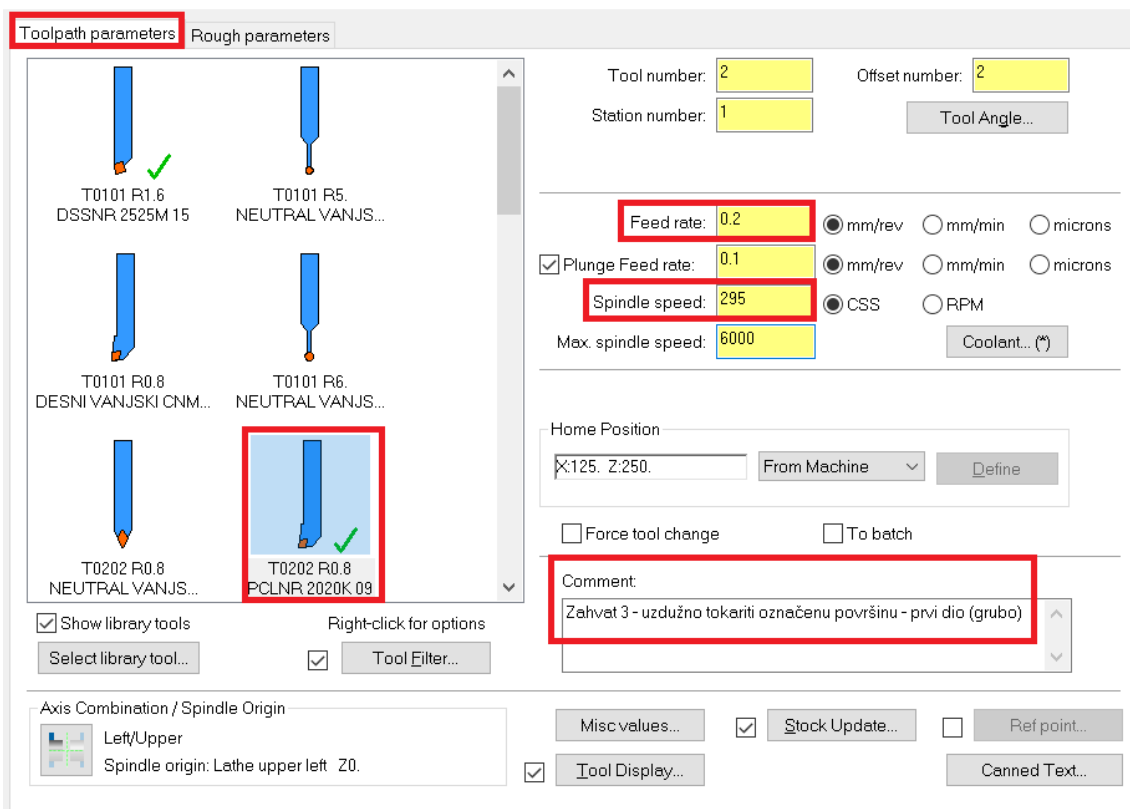 Toolpath parameters
Rough parameters
T0101 R1.6
DSSNR 2525M 15
T0101 R5.
NEUTRAL VANJS...
T0101 R0.8
DESNI VANJSKI CNM...
T0101 R6.
NEUTRAL VANJS...
T0202 R0.8
NEUTRAL VANJS...
T0202 R0.8
PCLNR 2020K 09
Show library tools
Right-click for options
Select library tool...
Tool Filter...
Axis Combination / Spindle Origin
Left/Upper
Spindle origin: Lathe upper left Z0.
Tool number: 2
Offset number: 2
Station number: 1
Tool Angle...
Feed rate: 0.2 mm/rev mm/min microns
Plunge Feed rate: 0.1 mm/rev mm/min microns
Spindle speed: 295 CSS RPM
Max. spindle speed: 6000
Coolant... (*)
Home Position
X:125. Z:250. From Machine Define
Force tool change
To batch
Comment:
Zahvat 3 - uzdužno tokariti označenu površinu - prvi dio (grubo)
Misc values...
Stock Update...
Ref point...
Tool Display...
Canned Text...